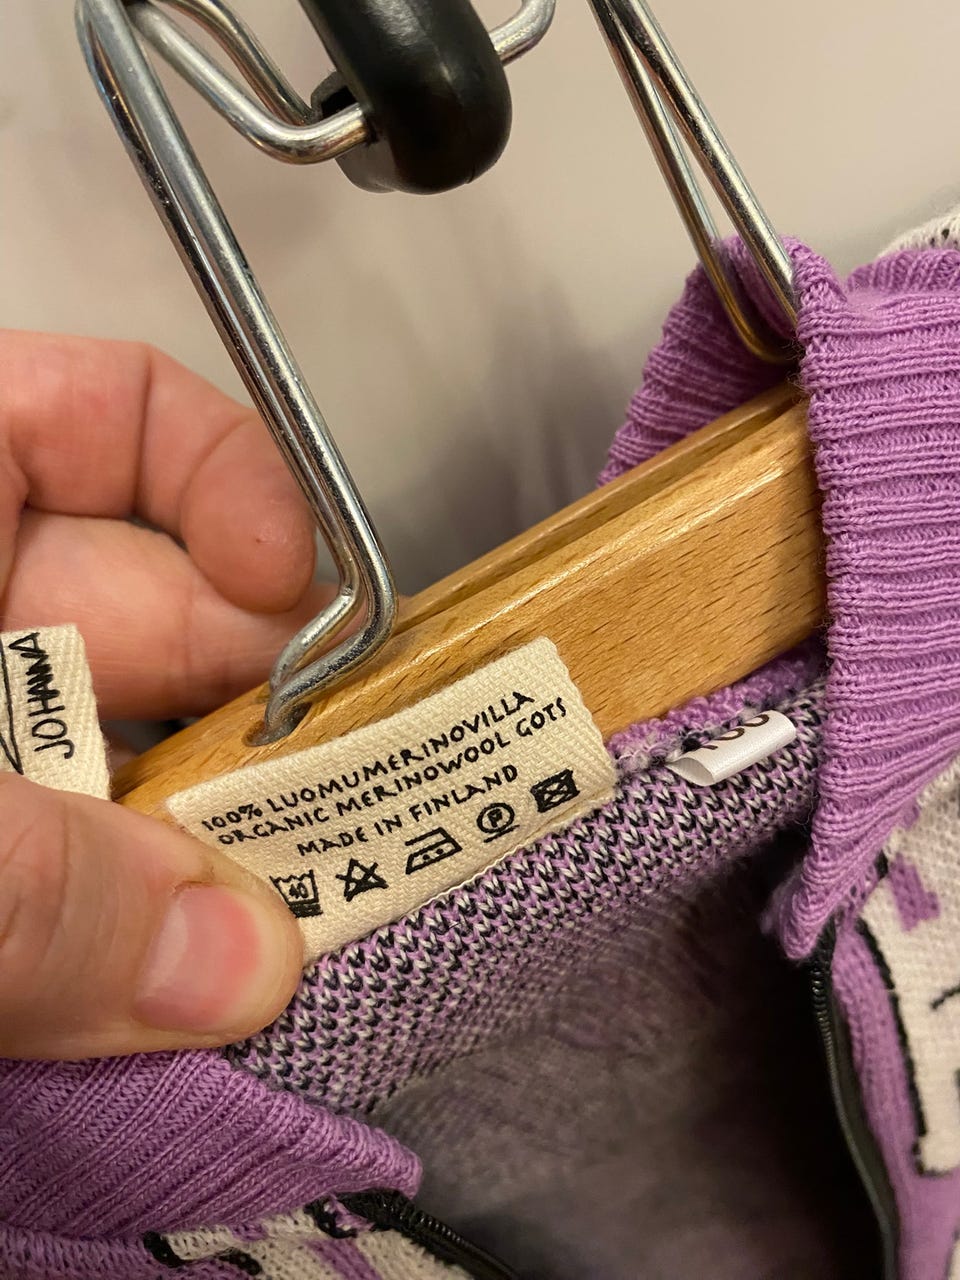 100% LUOMUMERINOVILLA
ORGANIC MERINOWOOL GOTS
MADE IN FINLAND
40
P
JOHANNA